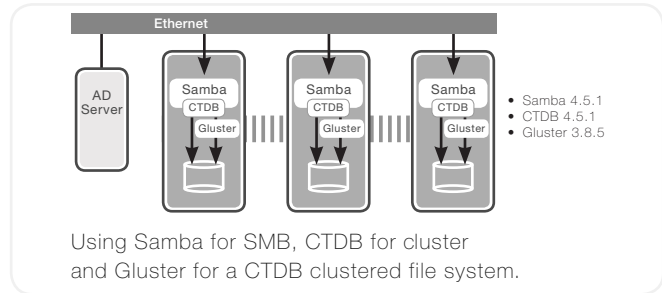 Ethernet
AD
Server
Samba
CTDB
Gluster
Samba
CTDB
Gluster
Samba
CTDB
Gluster
• Samba 4.5.1
• CTDB 4.5.1
• Gluster 3.8.5
Using Samba for SMB, CTDB for cluster
and Gluster for a CTDB clustered file system.